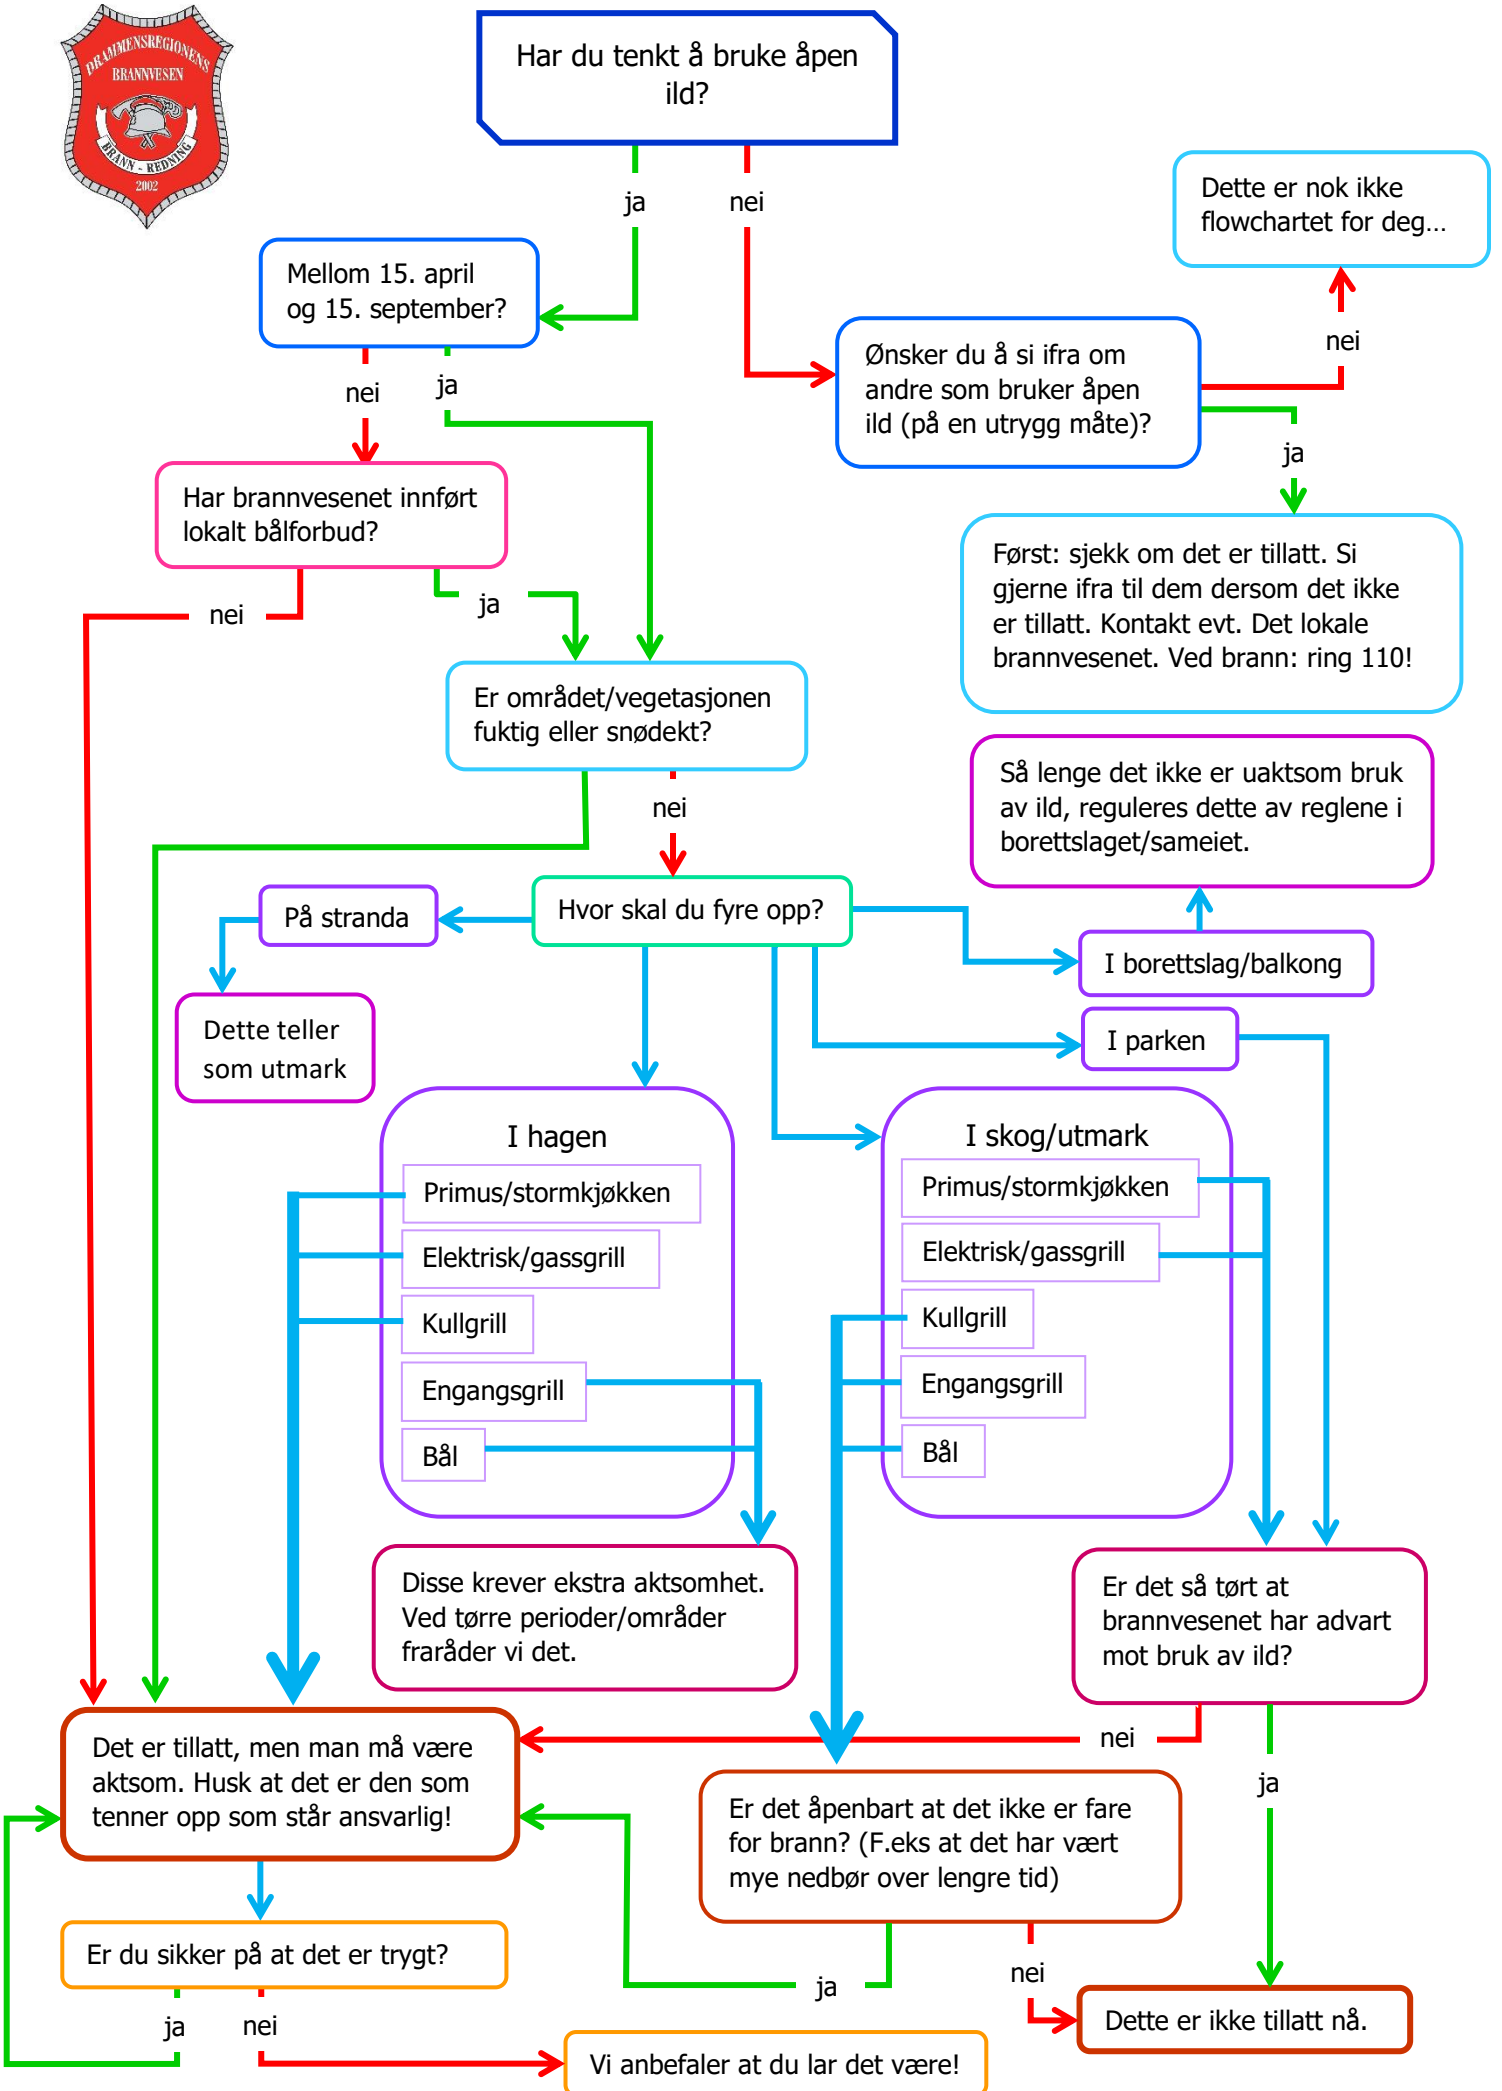 DRAMMENSREGIONENS
BRANNVESEN
BRANN - REDNING
2002
Har du tenkt å bruke åpen
ild?
ja
nei
Dette er nok ikke
flowchartet for deg...
Mellom 15. april
og 15. september?
nei
Ønsker du å si ifra om
andre som bruker åpen
ild (på en utrygg måte)?
nei
ja
ja
Har brannvesenet innført
lokalt bålforbud?
Først: sjekk om det er tillatt. Si
gjerne ifra til dem dersom det ikke
er tillatt. Kontakt evt. Det lokale
brannvesenet. Ved brann: ring 110!
nei
ja
Er området/vegetasjonen
fuktig eller snødekt?
Så lenge det ikke er uaktsom bruk
av ild, reguleres dette av reglene i
borettslaget/sameiet.
nei
På stranda
Hvor skal du fyre opp?
I borettslag/balkong
Dette teller
som utmark
I parken
I hagen
Primus/stormkjøkken
Elektrisk/gassgrill
Kullgrill
Engangsgrill
Bål
I skog/utmark
Primus/stormkjøkken
Elektrisk/gassgrill
Kullgrill
Engangsgrill
Bål
Disse krever ekstra aktsomhet.
Ved tørre perioder/områder
fraråder vi det.
Er det så tørt at
brannvesenet har advart
mot bruk av ild?
nei
ja
Det er tillatt, men man må være
aktsom. Husk at det er den som
tenner opp som står ansvarlig!
Er det åpenbart at det ikke er fare
for brann? (F.eks at det har vært
mye nedbør over lengre tid)
Er du sikker på at det er trygt?
ja
nei
ja
nei
Dette er ikke tillatt nå.
Vi anbefaler at du lar det være!